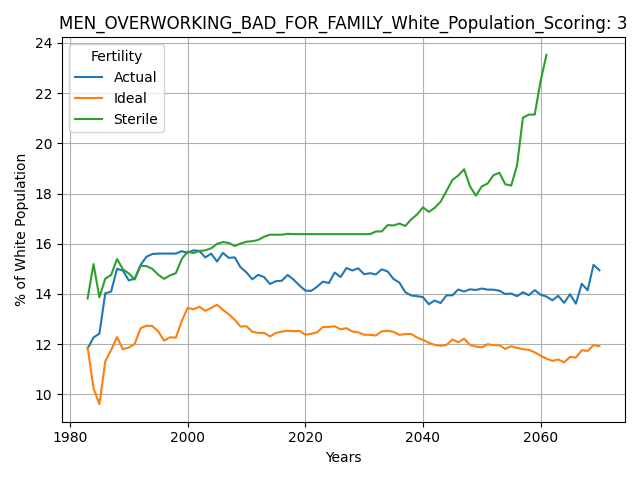 MEN_OVERWORKING_BAD_FOR_FAMILY_White_Population_Scoring: 3
24
22
20
18
16
14
12
10
% of White Population
Fertility
Actual
Ideal
Sterile
1980 2000 2020 2040 2060
Years